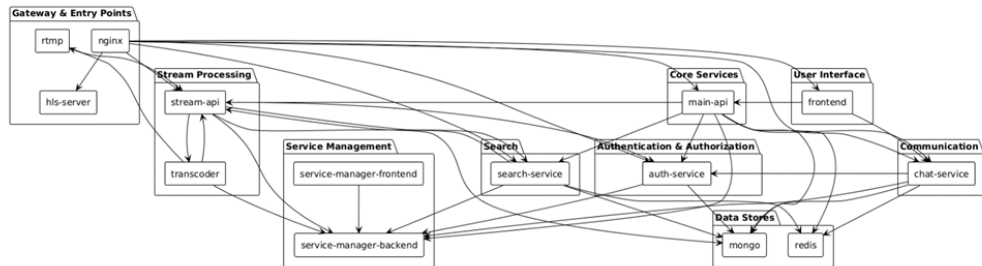 Gateway & Entry Points
rtmp
nginx
hls-server
Stream Processing
stream-api
transcoder
Core Services
main-api
User Interface
frontend
Service Management
service-manager-frontend
service-manager-backend
Search
search-service
Authentication & Authorization
auth-service
Communication
chat-service
Data Stores
mongo
redis